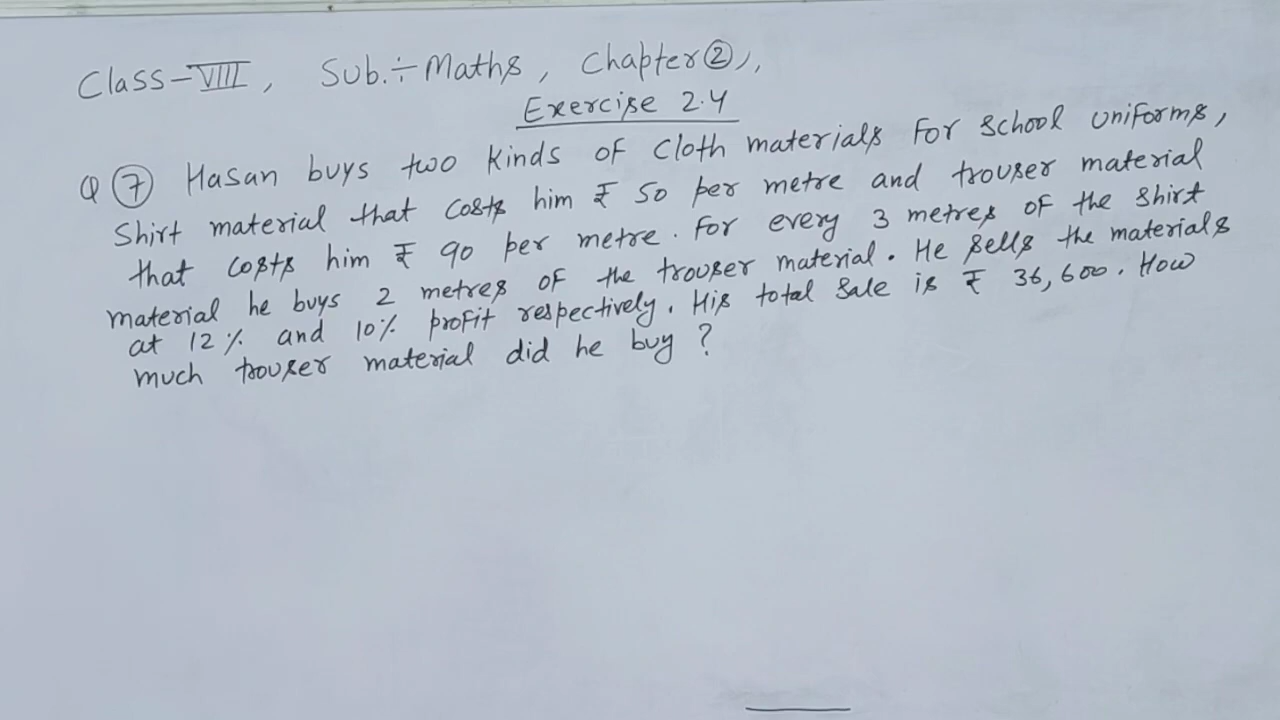 Class-VIII, Sub.÷Maths, Chapter②,,
Exercise 2.4
Q ⑦ Hasan buys two kinds of cloth materials for school uniforms,
Shirt material that costs him ₹ 50 per metre and trouser material
that costs him ₹ 90 per metre. For every 3 metres of the shirt
material he buys 2 metres of the trouser material. He sells the materials
at 12% and 10% profit respectively. His total sale is ₹ 36,600. How
much trouser material did he buy?